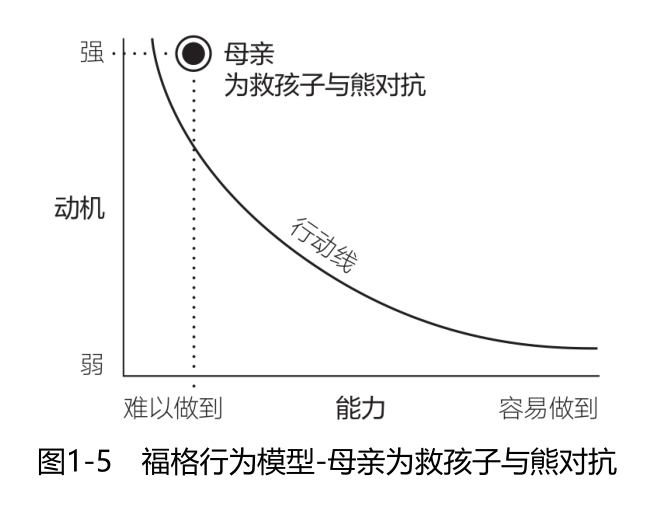 强
母亲
为救孩子与熊对抗
动机
行动线
弱
难以做到
能力
容易做到
图1-5 福格行为模型-母亲为救孩子与熊对抗